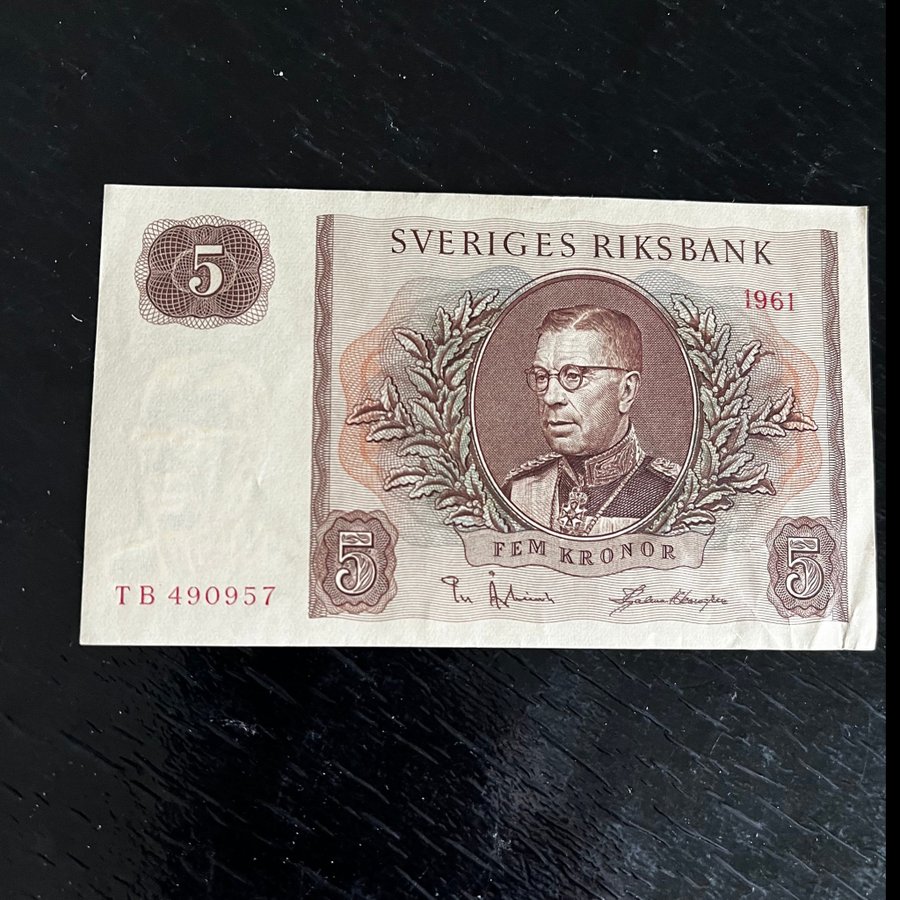 5
SVERIGES RIKSBANK
1961
FEM KRONOR
5
5
TB 490957